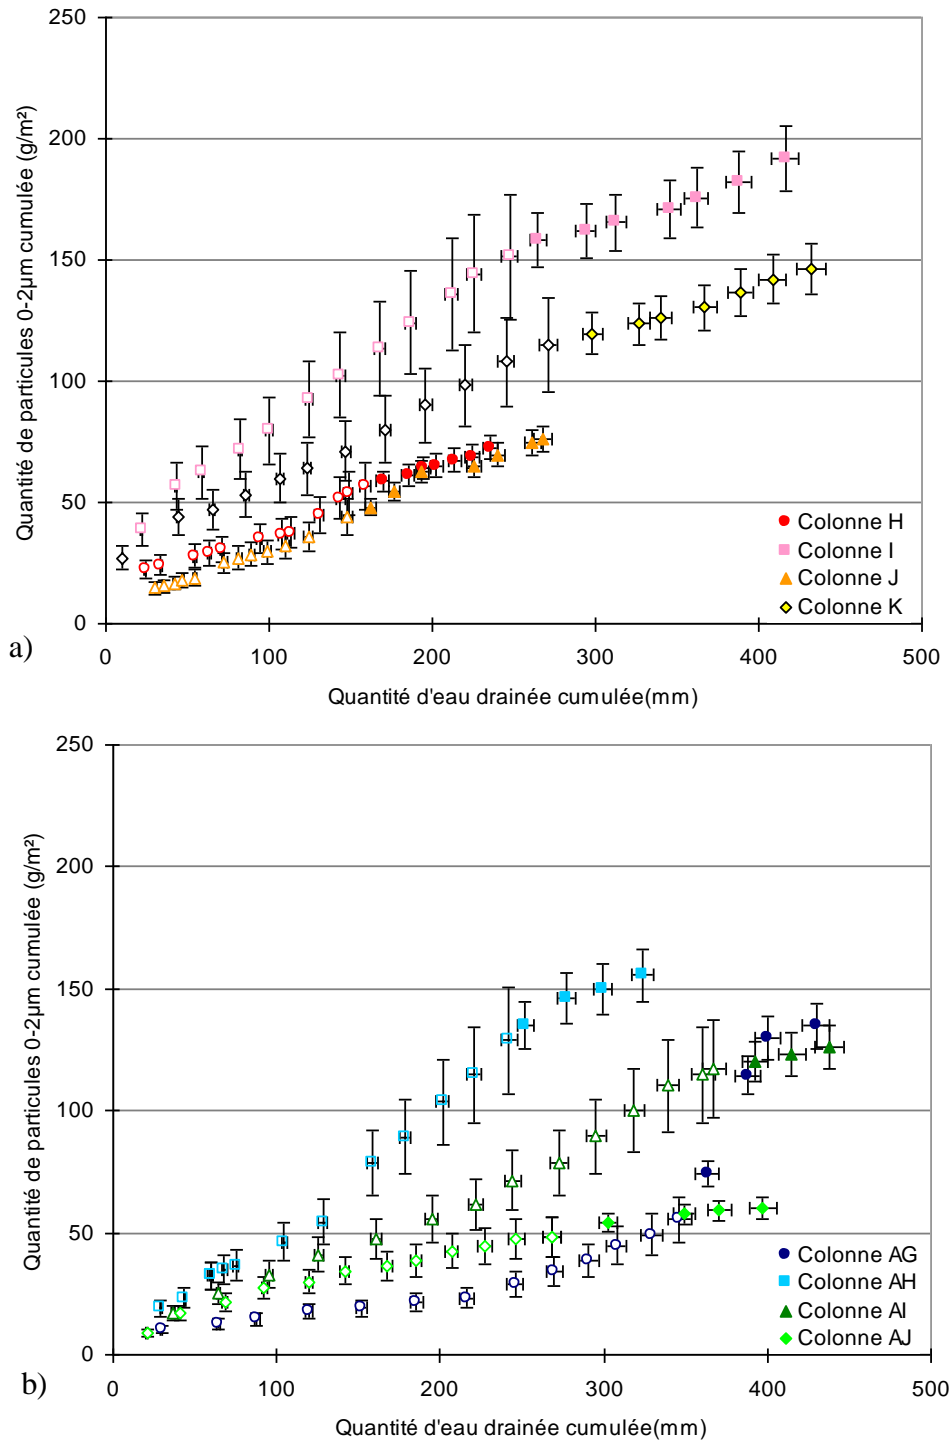 250
200
150
100
50
0
Quantité de particules 0-2µm cumulée (g/m²)
Colonne H
Colonne I
Colonne J
Colonne K
a)
0 100 200 300 400 500
Quantité d'eau drainée cumulée(mm)
250
200
150
100
50
0
Quantité de particules 0-2µm cumulée (g/m²)
Colonne AG
Colonne AH
Colonne AI
Colonne AJ
b)
0 100 200 300 400 500
Quantité d'eau drainée cumulée(mm)